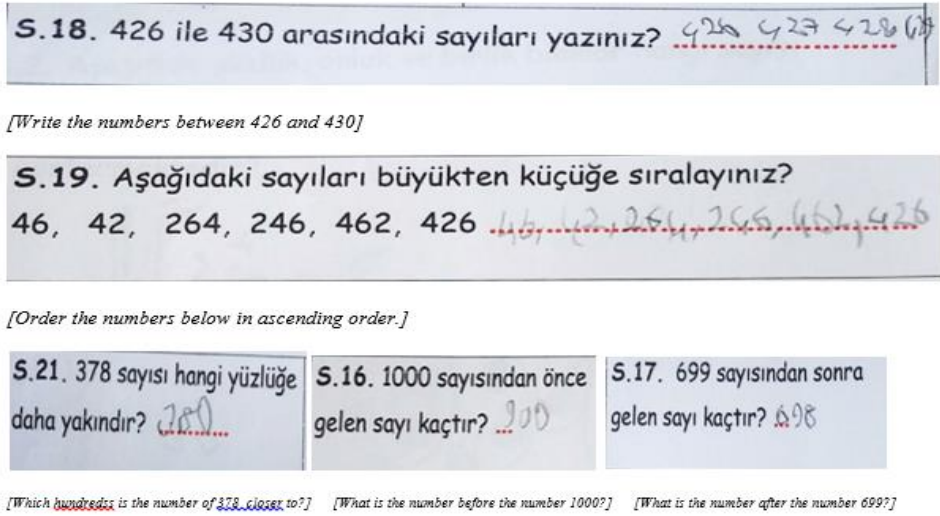 S.18. 426 ile 430 arasındaki sayıları yazınız? 426 427 428 429
[Write the numbers between 426 and 430]
S.19. Aşağıdaki sayıları büyükten küçüğe sıralayınız?
46, 42, 264, 246, 462, 426 46, 42, 264, 246, 462, 426
[Order the numbers below in ascending order.]
S.21. 378 sayısı hangi yüzlüğe
daha yakındır? 380
S.16. 1000 sayısından önce
gelen sayı kaçtır? 900
S.17. 699 sayısından sonra
gelen sayı kaçtır? 698
[Which hundredss is the number of 378 closer to?]
[What is the number before the number 1000?]
[What is the number after the number 699?]